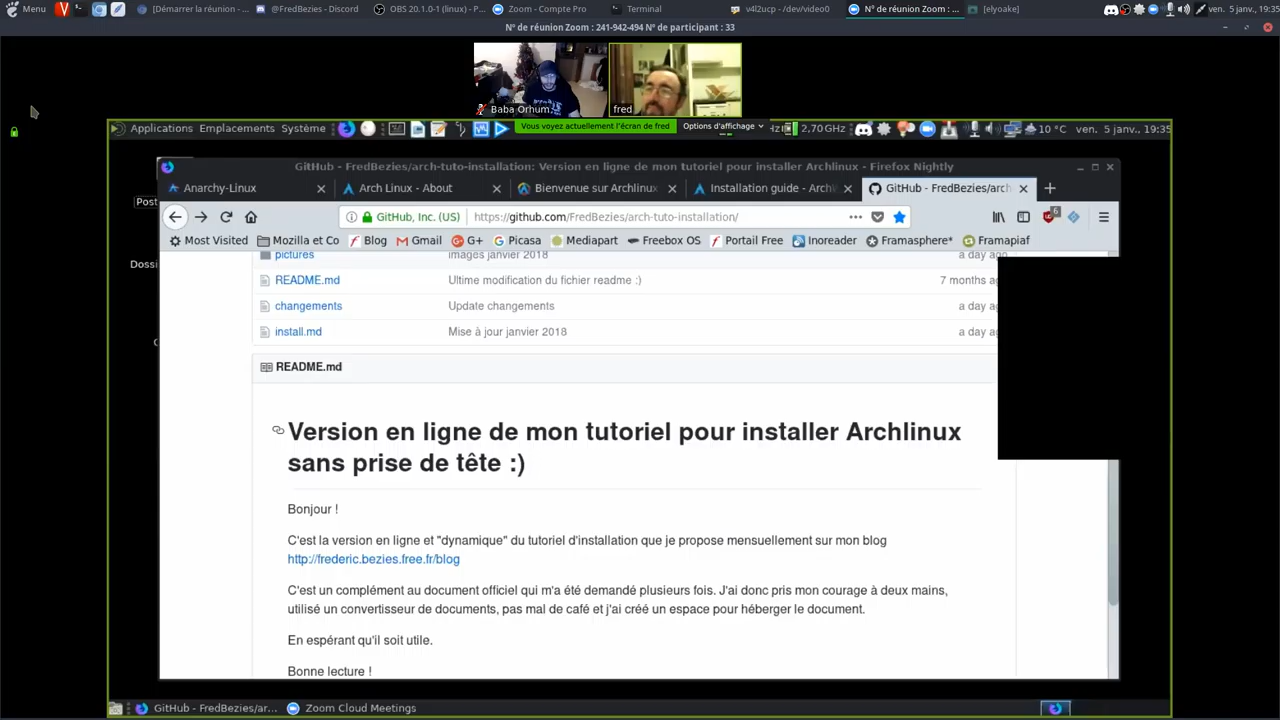 Menu [Démarrer la réunion - ... @FredBezies - Discord OBS 20.1.0-1 (linux) - P... Zoom - Compte Pro Terminal v4l2ucp - /dev/video0 N° de réunion Zoom : ... [elyoake] ven. 5 janv., 19:35
N° de réunion Zoom : 241-942-494 N° de participant : 33
Baba Orhum
fred
Applications Emplacements Système Vous voyez actuellement l'écran de fred Options d'affichage Hz 2,70GHz 10 °C ven. 5 janv., 19:35
GitHub - FredBezies/arch-tuto-installation: Version en ligne de mon tutoriel pour installer Archlinux - Firefox Nightly
Anarchy-Linux Arch Linux - About Bienvenue sur Archlinux Installation guide - Arch GitHub - FredBezies/arch
Post
GitHub, Inc. (US) https://github.com/FredBezies/arch-tuto-installation/ 6
Most Visited Mozilla et Co Blog Gmail G+ Picasa Mediapart Freebox OS Portail Free Inoreader Framasphere* Framapiaf
Dossi
pictures images janvier 2018 a day ago
README.md Ultime modification du fichier readme :) 7 months a
changements Update changements a day a
install.md Mise à jour janvier 2018 a day a
README.md
Version en ligne de mon tutoriel pour installer Archlinux
sans prise de tête :)
Bonjour !
C'est la version en ligne et "dynamique" du tutoriel d'installation que je propose mensuellement sur mon blog
http://frederic.bezies.free.fr/blog
C'est un complément au document officiel qui m'a été demandé plusieurs fois. J'ai donc pris mon courage à deux mains,
utilisé un convertisseur de documents, pas mal de café et j'ai créé un espace pour héberger le document.
En espérant qu'il soit utile.
Bonne lecture !
GitHub - FredBezies/ar... Zoom Cloud Meetings